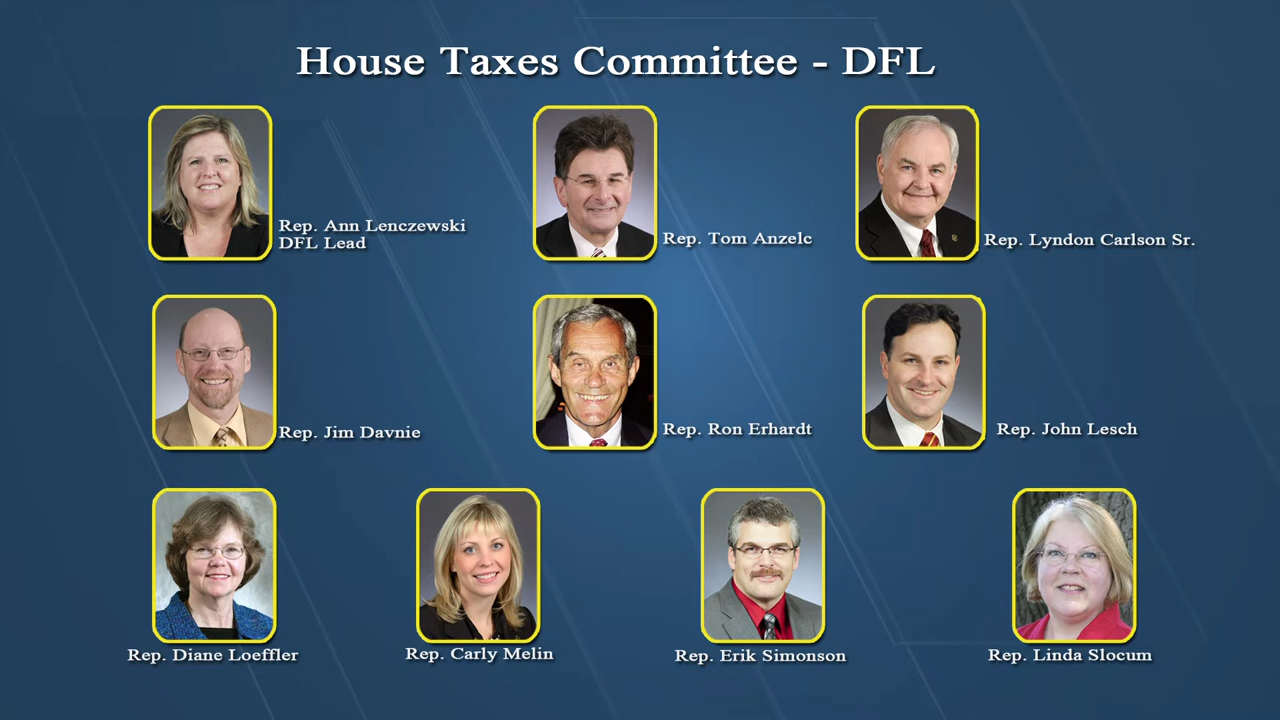 House Taxes Committee - DFL
Rep. Ann Lenczewski
DFL Lead
Rep. Tom Anzelc
Rep. Lyndon Carlson Sr.
Rep. Jim Davnie
Rep. Ron Erhardt
Rep. John Lesch
Rep. Diane Loeffler
Rep. Carly Melin
Rep. Erik Simonson
Rep. Linda Slocum